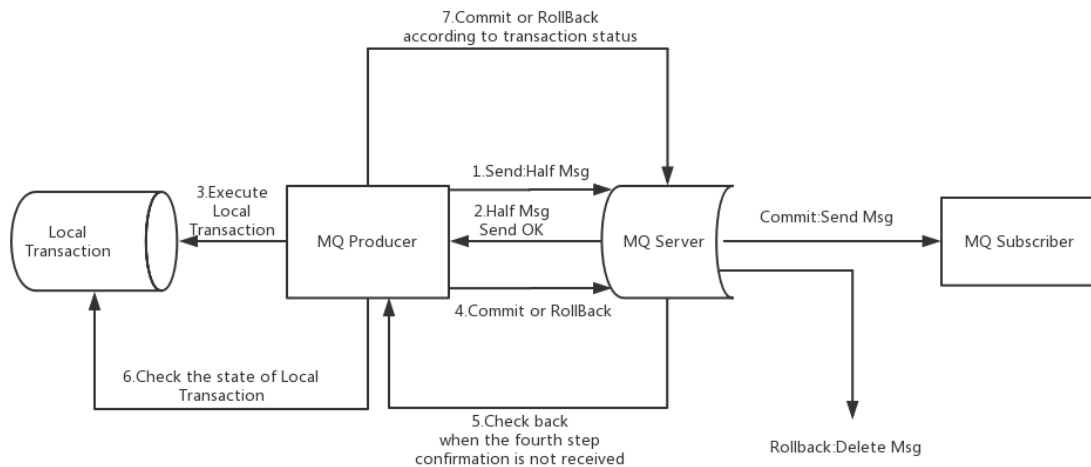 7.Commit or RollBack
according to transaction status
1.Send:Half Msg
3.Execute
Local
Transaction
2.Half Msg
Send OK
Local
Transaction
MQ Producer
MQ Server
Commit:Send Msg
MQ Subscriber
4.Commit or RollBack
6.Check the state of Local
Transaction
5.Check back
when the fourth step
confirmation is not received
Rollback:Delete Msg